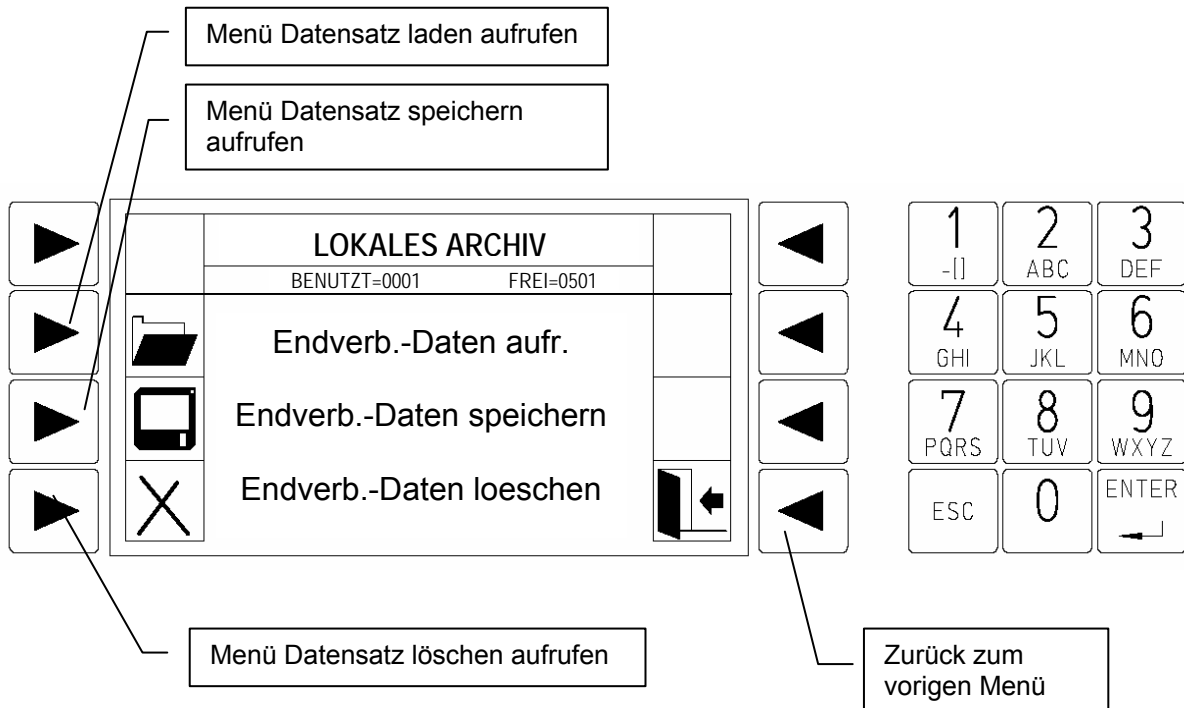 Menü Datensatz laden aufrufen
Menü Datensatz speichern
aufrufen
LOKALES ARCHIV
BENUTZT=0001 FREI=0501
Endverb.-Daten aufr.
Endverb.-Daten speichern
Endverb.-Daten loeschen
1 2 3
-[] ABC DEF
4 5 6
GHI JKL MNO
7 8 9
PQRS TUV WXYZ
ESC 0 ENTER
Menü Datensatz löschen aufrufen
Zurück zum
vorigen Menü